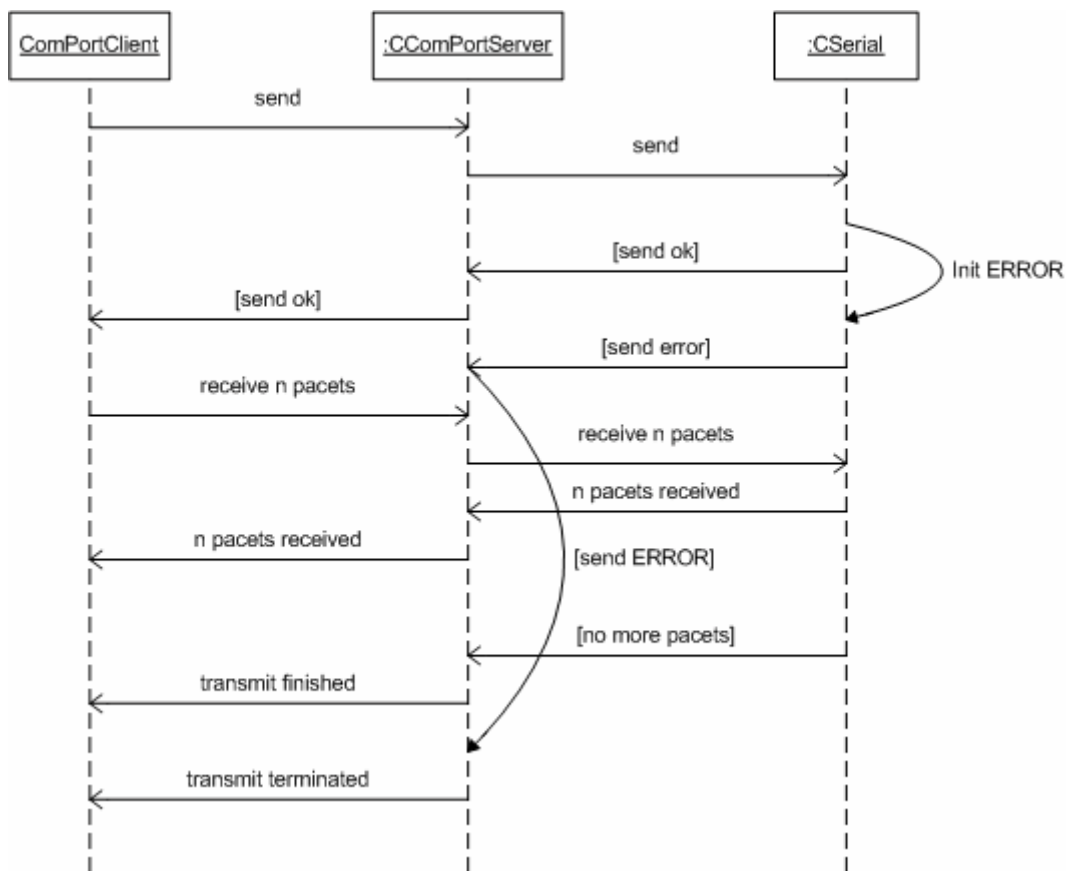 ComPortClient
:CComPortServer
:CSerial
send
send
[send ok]
Init ERROR
[send ok]
[send error]
receive n pacets
receive n pacets
n pacets received
n pacets received
[send ERROR]
[no more pacets]
transmit finished
transmit terminated